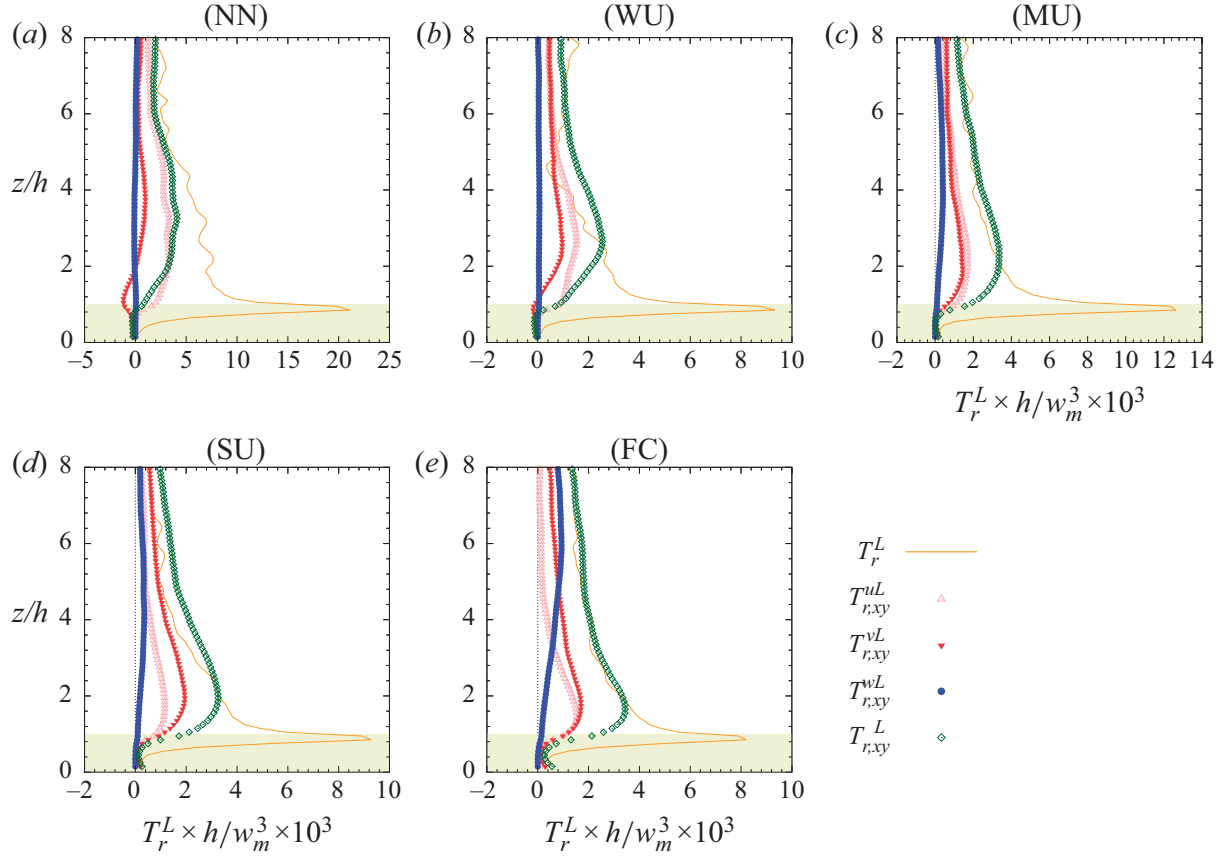 (NN) (WU) (MU)
(a) (b) (c)
8 8 8
6 6 6
z/h 4 4 4
2 2 2
0 0 0
−5 0 5 10 15 20 25 −2 0 2 4 6 8 10 −2 0 2 4 6 8 10 12 14
T_r^L × h/w_m^3 ×10^3
(SU) (FC)
(d) (e)
8 8
6 6
z/h 4 4
2 2
0 0
−2 0 2 4 6 8 10 −2 0 2 4 6 8 10
T_r^L × h/w_m^3 ×10^3 T_r^L × h/w_m^3 ×10^3
T_r^L
T_{r,xy}^{uL}
T_{r,xy}^{vL}
T_{r,xy}^{wL}
T_{r,xy}^L